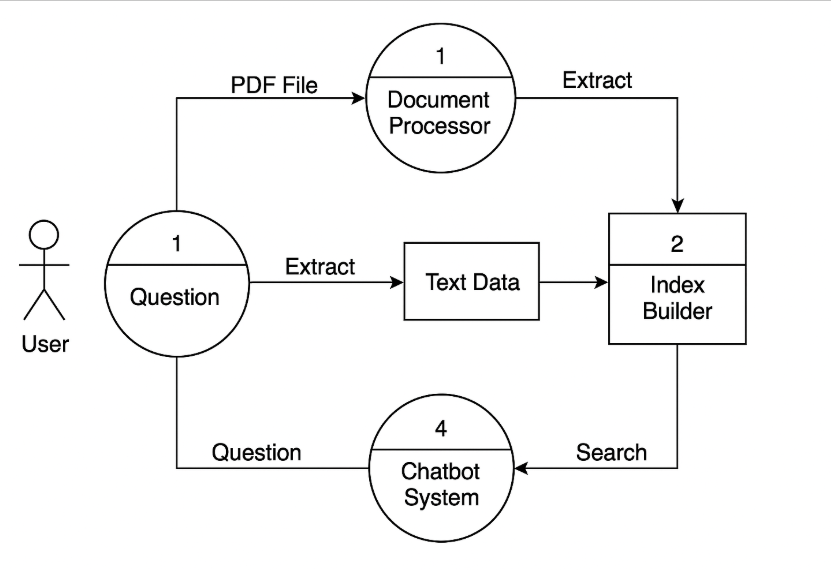 1
PDF File
Document
Processor
Extract
1
Question
User
Extract
Text Data
2
Index
Builder
Question
4
Chatbot
System
Search